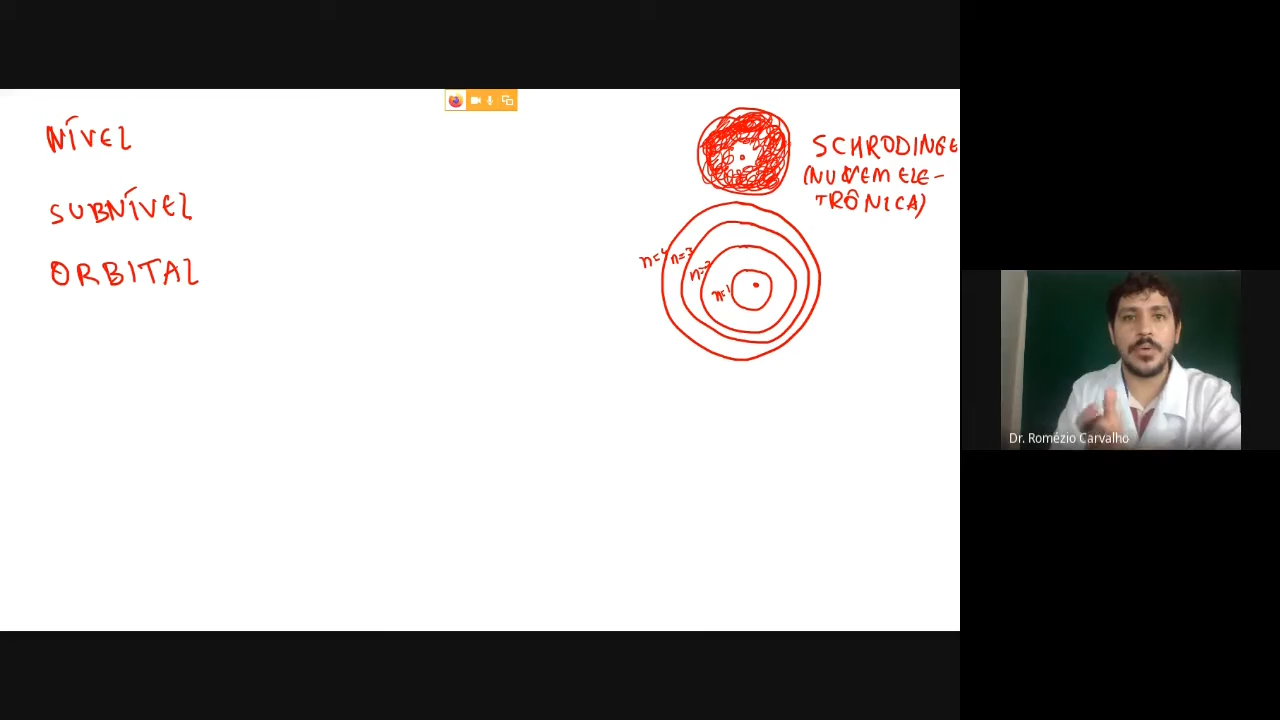 NÍVEL
SUBNÍVEL
ORBITAL
SCHRODINGE
(NUVEM ELE-
TRÔNICA)
n=4 n=3
n=2
n=1
Dr. Romézio Carvalho